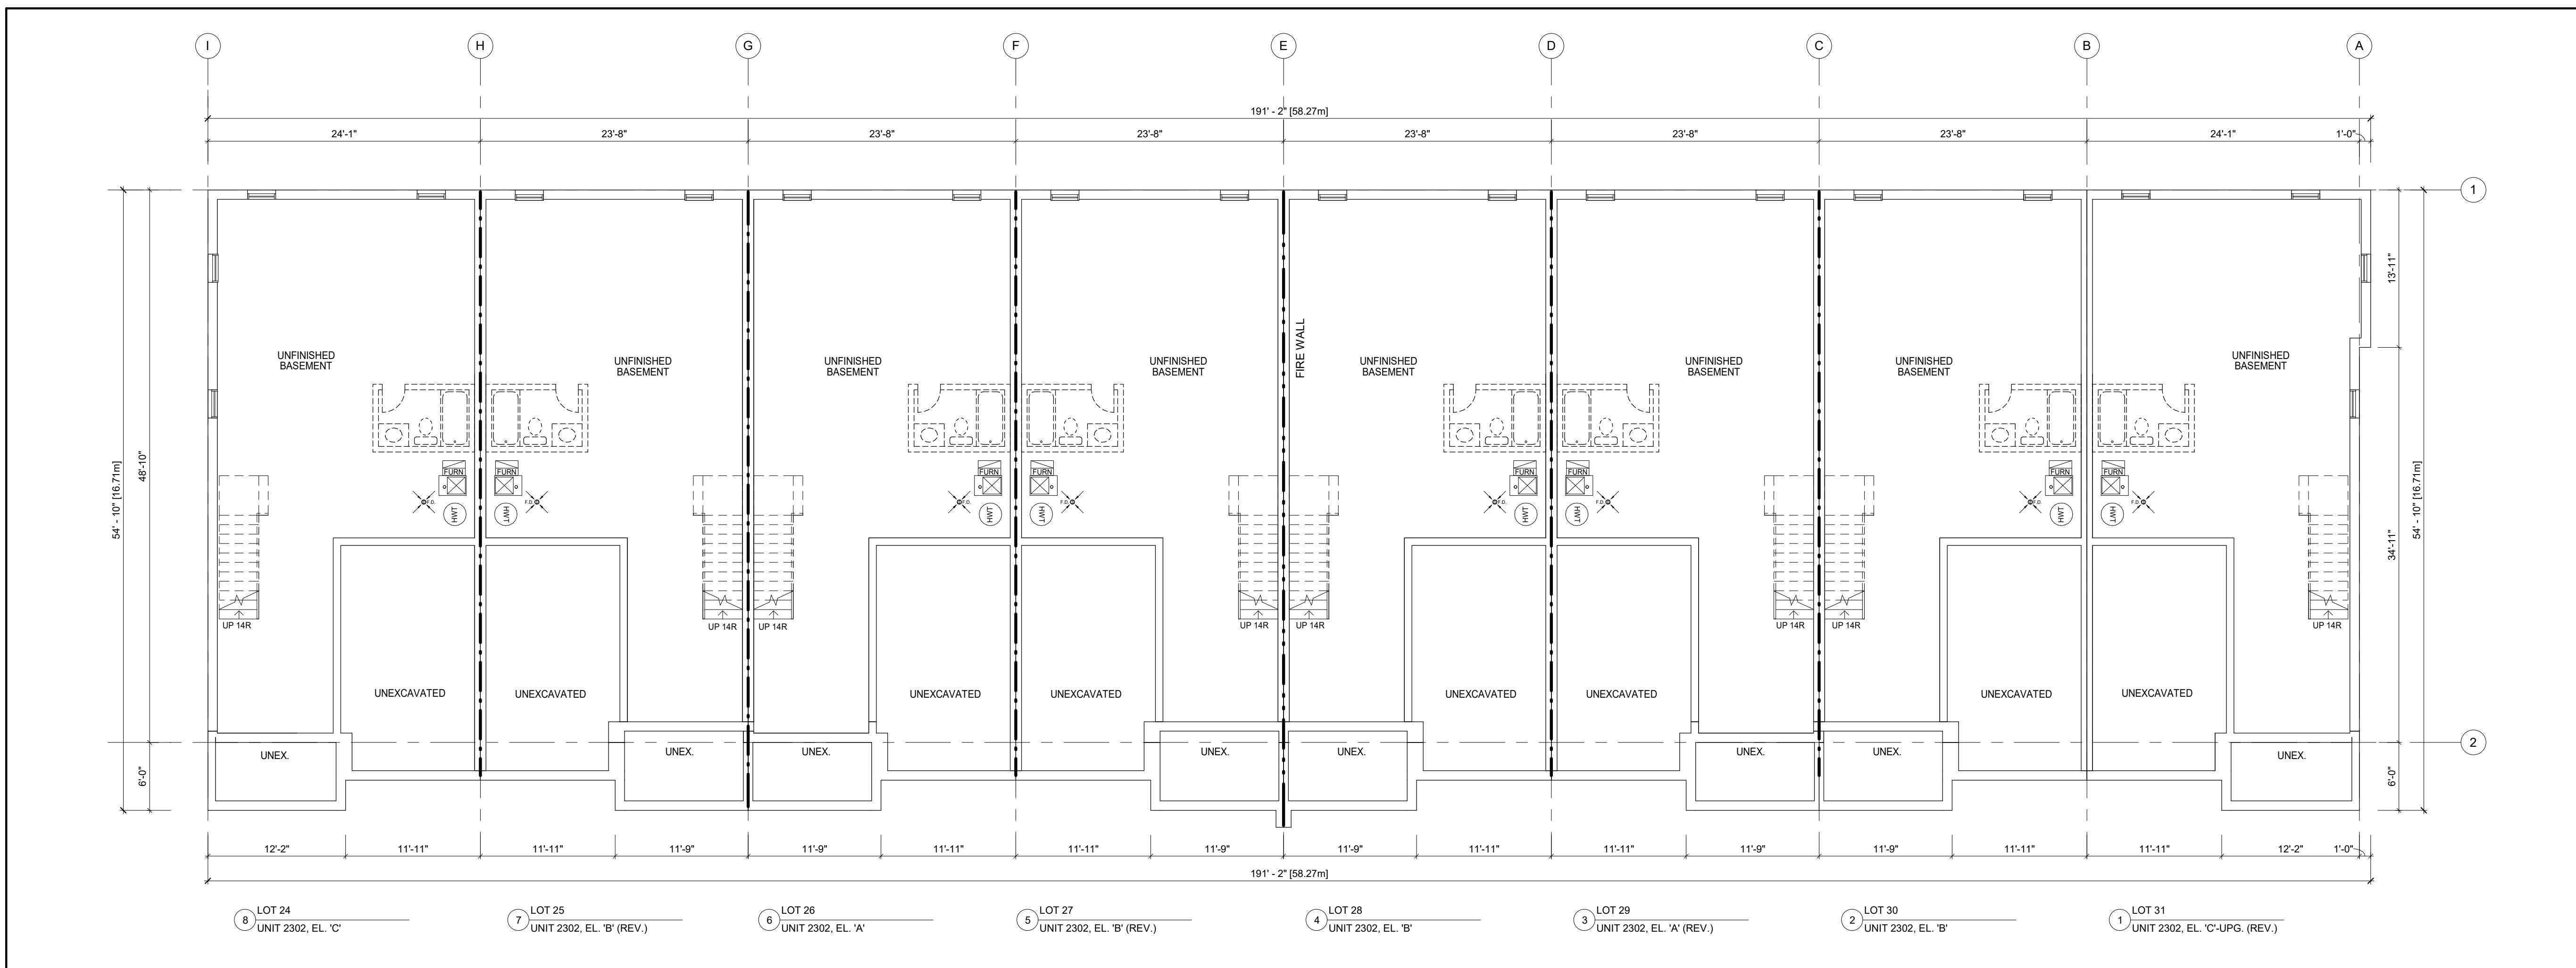 I H G F E D C B A
191' - 2" [58.27m]
24'-1" 23'-8" 23'-8" 23'-8" 23'-8" 23'-8" 23'-8" 24'-1" 1'-0"
1
54' - 10" [16.71m]
48'-10"
6'-0"
13'-11"
34'-11"
6'-0"
54' - 10" [16.71m]
FIRE WALL
UNFINISHED
BASEMENT
UNFINISHED
BASEMENT
UNFINISHED
BASEMENT
UNFINISHED
BASEMENT
UNFINISHED
BASEMENT
UNFINISHED
BASEMENT
UNFINISHED
BASEMENT
UNFINISHED
BASEMENT
FURN FURN FURN FURN FURN FURN FURN FURN
F.D. F.D. F.D. F.D. F.D. F.D. F.D. F.D.
HWT HWT HWT HWT HWT HWT HWT HWT
UP 14R UP 14R UP 14R UP 14R UP 14R UP 14R UP 14R UP 14R
UNEXCAVATED UNEXCAVATED UNEXCAVATED UNEXCAVATED UNEXCAVATED UNEXCAVATED UNEXCAVATED UNEXCAVATED
2
UNEX. UNEX. UNEX. UNEX. UNEX. UNEX. UNEX. UNEX.
12'-2" 11'-11" 11'-11" 11'-9" 11'-9" 11'-11" 11'-11" 11'-9" 11'-9" 11'-11" 11'-11" 11'-9" 11'-9" 11'-11" 11'-11" 12'-2" 1'-0"
191' - 2" [58.27m]
8 LOT 24
UNIT 2302, EL. 'C'
7 LOT 25
UNIT 2302, EL. 'B' (REV.)
6 LOT 26
UNIT 2302, EL. 'A'
5 LOT 27
UNIT 2302, EL. 'B' (REV.)
4 LOT 28
UNIT 2302, EL. 'B'
3 LOT 29
UNIT 2302, EL. 'A' (REV.)
2 LOT 30
UNIT 2302, EL. 'B'
1 LOT 31
UNIT 2302, EL. 'C'-UPG. (REV.)